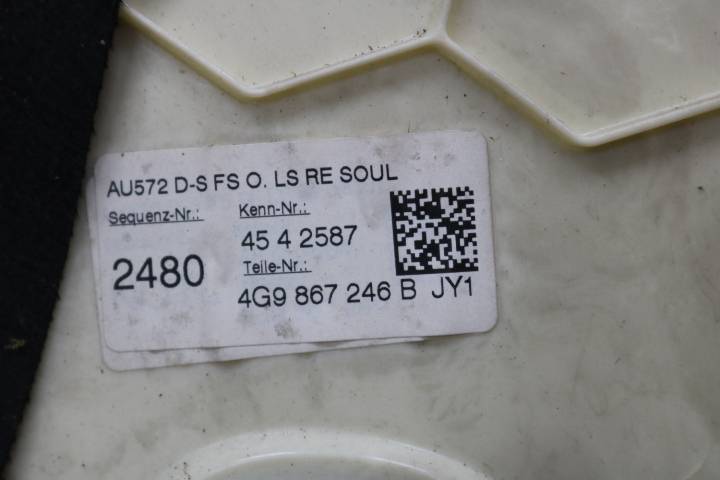 AU572 D-S FS O. LS RE SOUL
Sequenz-Nr.: Kenn-Nr.:
2480 45 4 2587
Teile-Nr.:
4G9 867 246 B JY1